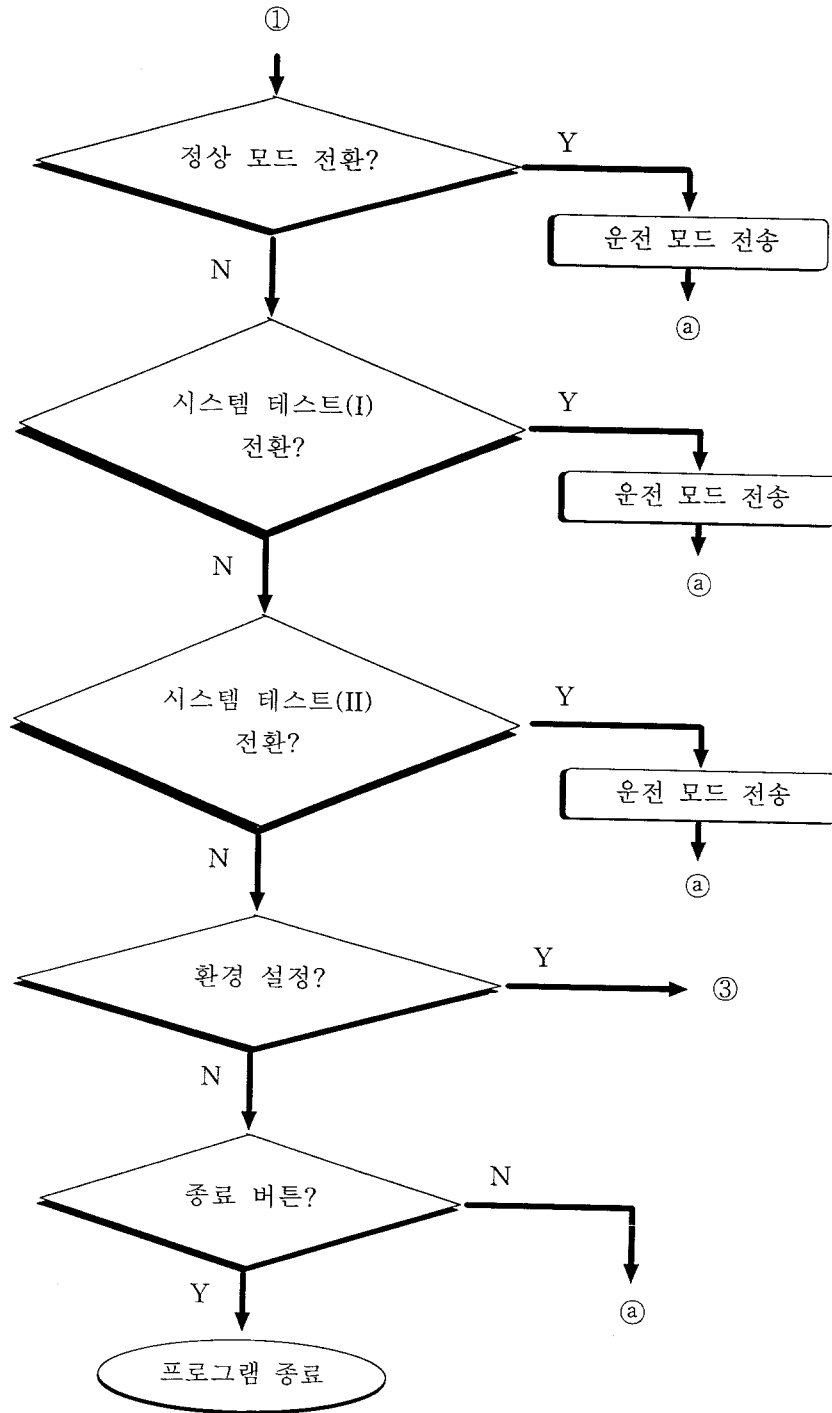 ①
정상 모드 전환?
Y
운전 모드 전송
N
ⓐ
시스템 테스트(I)
전환?
Y
운전 모드 전송
N
ⓐ
시스템 테스트(II)
전환?
Y
운전 모드 전송
N
ⓐ
환경 설정?
Y
③
N
종료 버튼?
N
Y
ⓐ
프로그램 종료